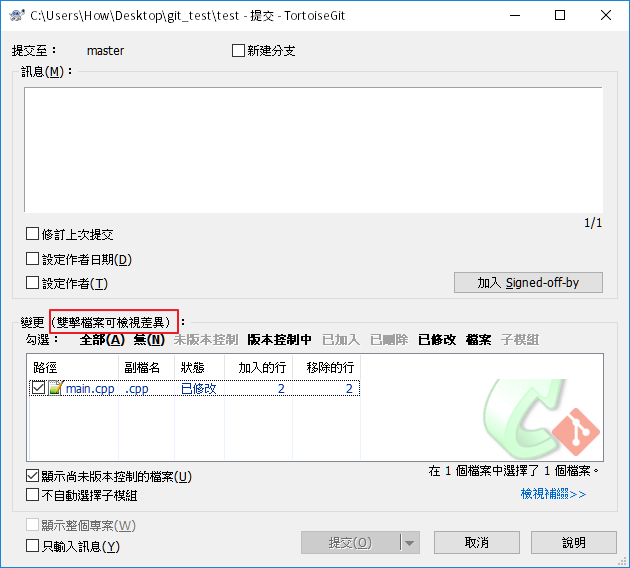 C:\Users\How\Desktop\git_test\test - 提交 - TortoiseGit
提交至： master 新建分支
訊息(M)：
1/1
修訂上次提交
設定作者日期(D)
設定作者(T)
加入 Signed-off-by
變更（雙擊檔案可檢視差異）：
勾選： 全部(A) 無(N) 未版本控制 版本控制中 已加入 已刪除 已修改 檔案 子模組
路徑 副檔名 狀態 加入的行 移除的行
main.cpp .cpp 已修改 2 2
顯示尚未版本控制的檔案(U)
在 1 個檔案中選擇了 1 個檔案。
不自動選擇子模組
檢視補綴>>
顯示整個專案(W)
只輸入訊息(Y)
提交(O) 取消 說明